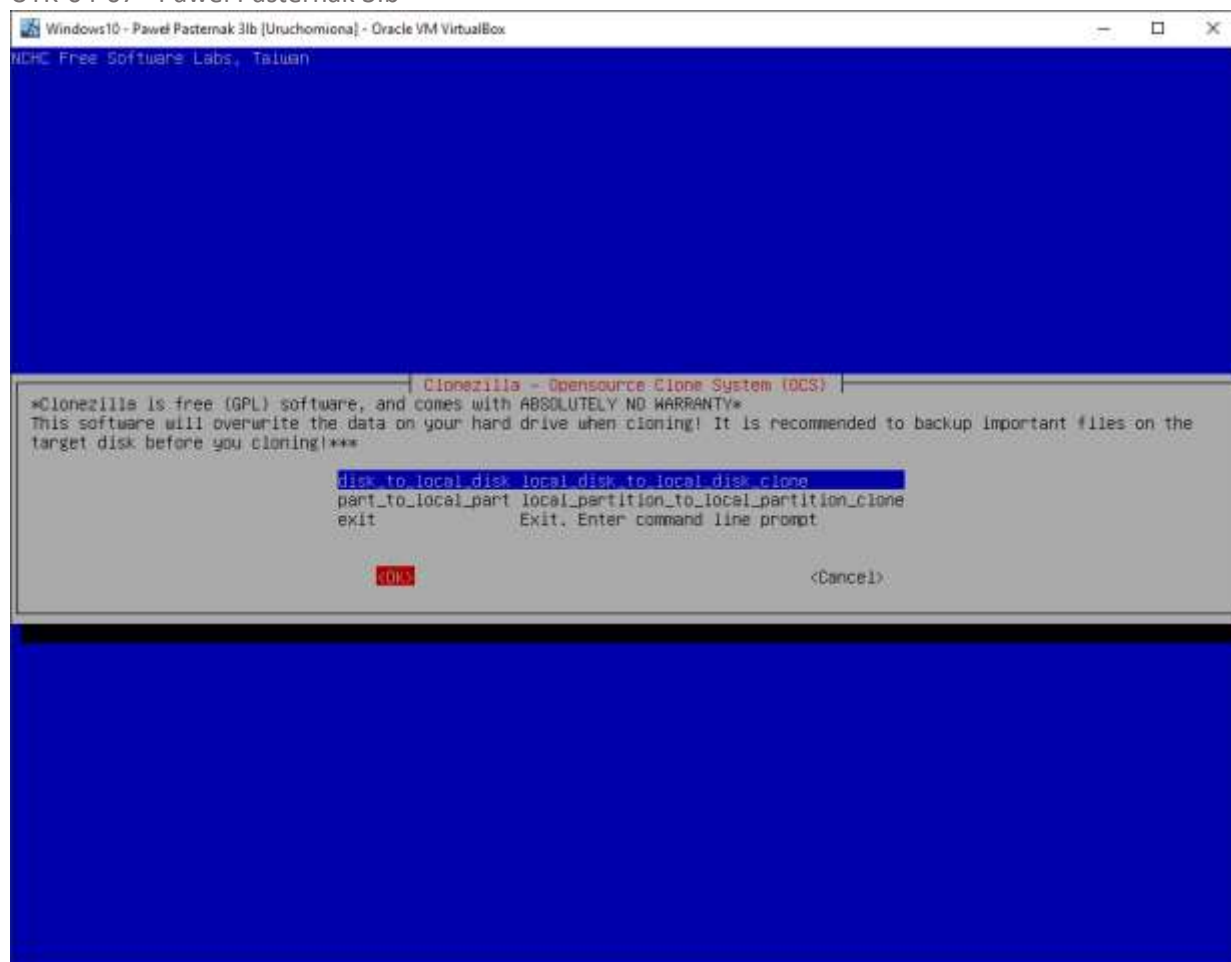 Windows10 - Paweł Pasternak 3lb [Uruchomiona] - Oracle VM VirtualBox
NCHC Free Software Labs, Taiwan
Clonezilla - Opensource Clone System (OCS)
*Clonezilla is free (GPL) software, and comes with ABSOLUTELY NO WARRANTY*
This software will overwrite the data on your hard drive when cloning! It is recommended to backup important files on the
target disk before you cloning!***
disk_to_local_disk local_disk_to_local_disk_clone
part_to_local_part local_partition_to_local_partition_clone
exit Exit. Enter command line prompt
<OK> <Cancel>